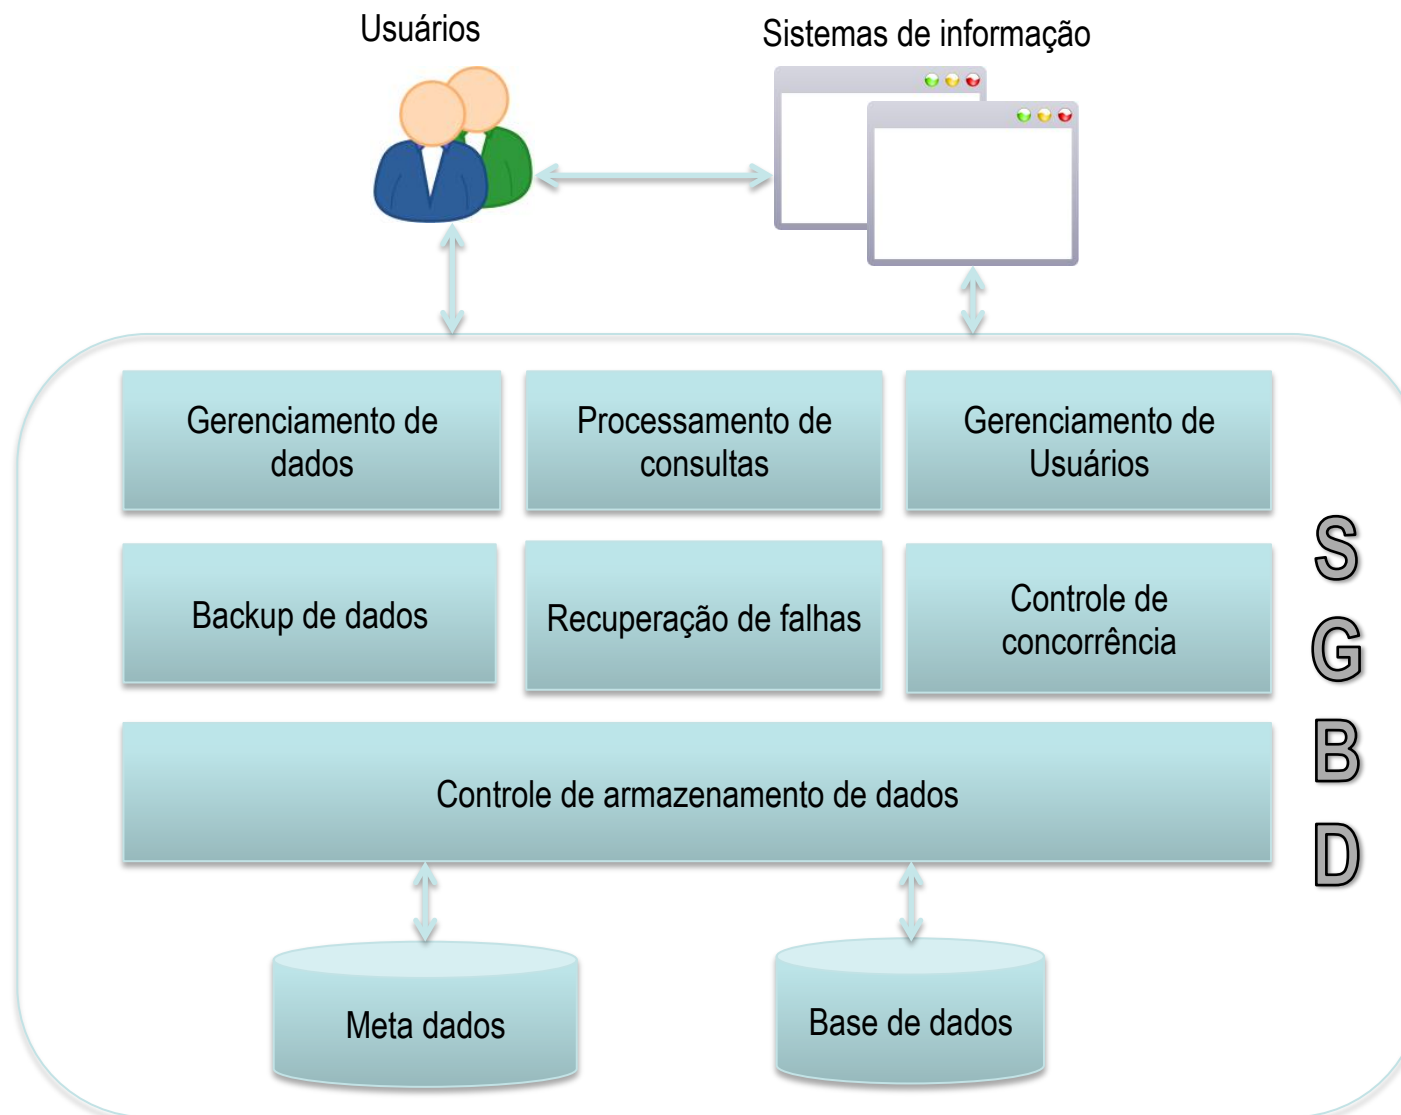 Usuários
Sistemas de informação
Gerenciamento de
dados
Processamento de
consultas
Gerenciamento de
Usuários
Backup de dados
Recuperação de falhas
Controle de
concorrência
Controle de armazenamento de dados
Meta dados
Base de dados
S
G
B
D